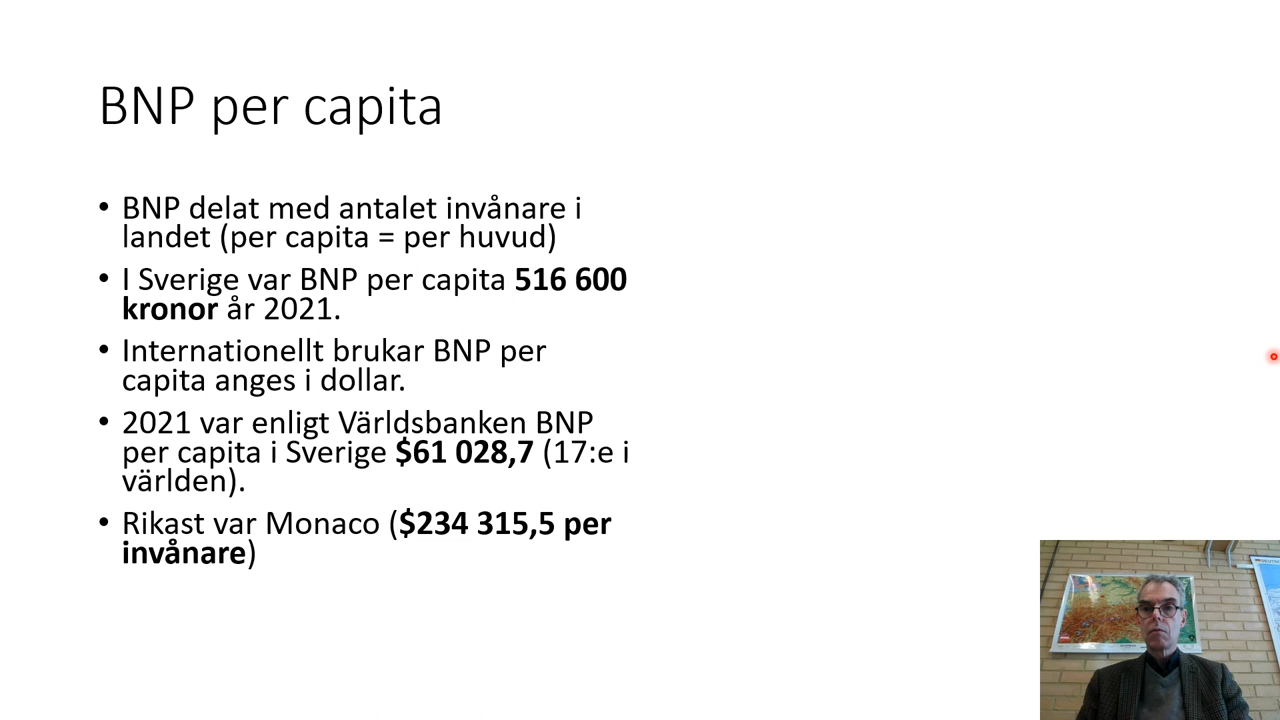 BNP per capita
• BNP delat med antalet invånare i
landet (per capita = per huvud)
• I Sverige var BNP per capita 516 600
kronor år 2021.
• Internationellt brukar BNP per
capita anges i dollar.
• 2021 var enligt Världsbanken BNP
per capita i Sverige $61 028,7 (17:e i
världen).
• Rikast var Monaco ($234 315,5 per
invånare)